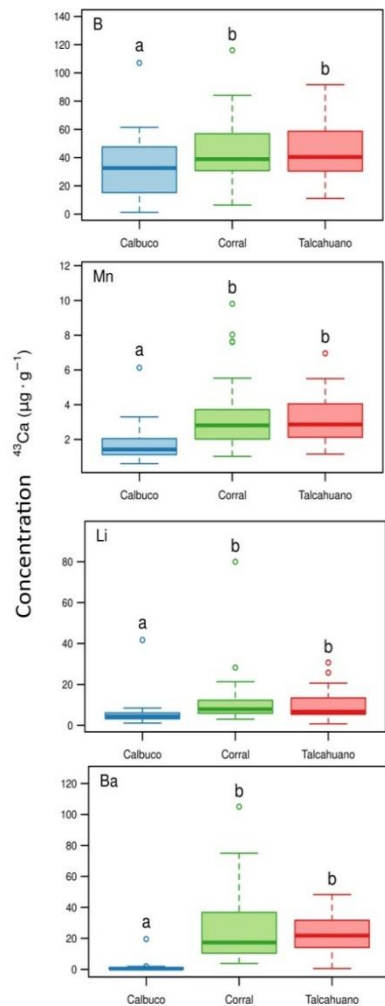 Concentration ⁴³Ca (µg · g⁻¹)
B
140
120
100
80
60
40
20
0
a
b
b
Calbuco
Corral
Talcahuano
Mn
12
10
8
6
4
2
a
b
b
Calbuco
Corral
Talcahuano
Li
80
60
40
20
0
a
b
b
Calbuco
Corral
Talcahuano
Ba
120
100
80
60
40
20
0
a
b
b
Calbuco
Corral
Talcahuano